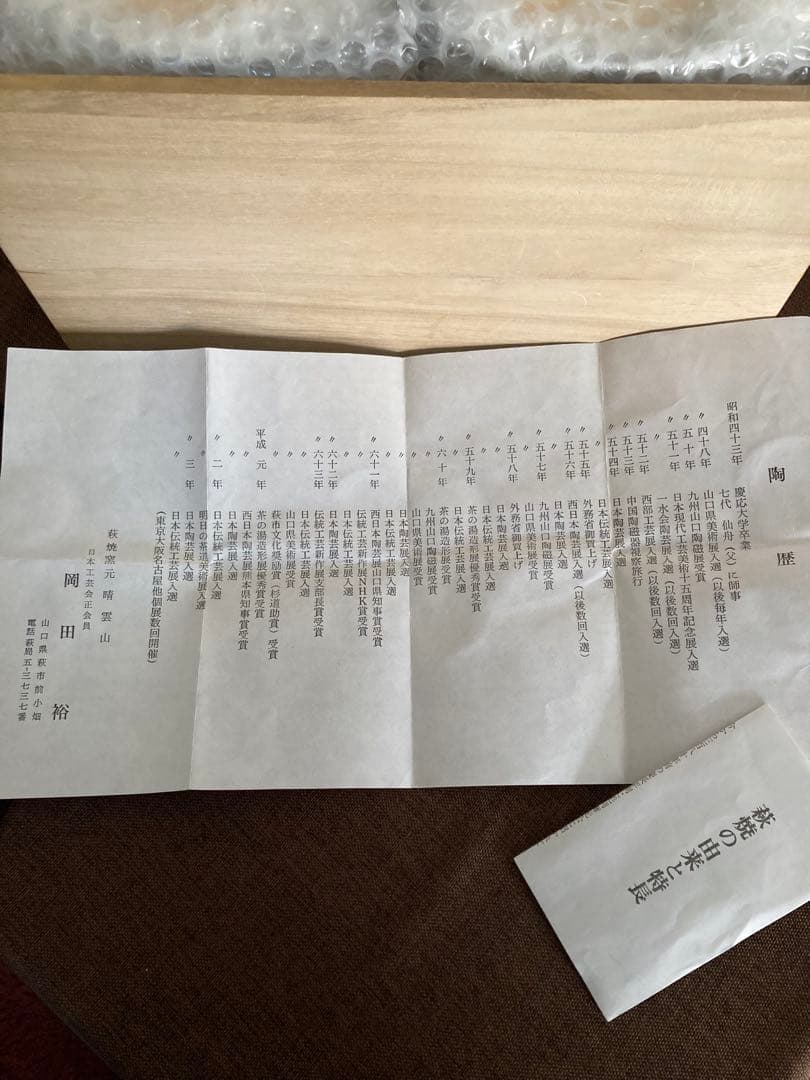 陶歴
昭和四十三年 慶応大学卒業
七代 仙舟(父)に師事
〃四十八年 山口県美術展入選(以後毎年入選)
〃五十年 九州山口陶磁展受賞
〃五十一年 日本現代工芸美術十五周年記念展入選
〃 一水会陶芸展入選(以後数回入選)
〃五十二年 西部工芸展入選(以後数回入選)
〃五十三年 中国陶磁器視察旅行
〃五十四年 日本陶芸展入選
〃 日本伝統工芸展入選
〃五十五年 外務省御買上げ
〃五十六年 西日本陶芸展入選(以後数回入選)
〃 日本陶芸展入選
〃五十七年 九州山口陶磁展受賞
〃 山口県美術展受賞
〃五十八年 外務省御買上げ
〃 日本伝統工芸展入選
〃五十九年 茶の湯造形展優秀賞受賞
〃 日本伝統工芸展入選
〃六十年 茶の湯造形展受賞
〃 九州山口陶磁展受賞
〃 山口県美術展受賞
〃 日本陶芸展入選
〃 日本伝統工芸展入選
〃六十一年 西日本陶芸展山口県知事賞受賞
〃 伝統工芸新作展NHK賞受賞
〃 日本伝統工芸展入選
〃六十二年 日本陶芸展入選
〃六十三年 伝統工芸新作展支部長賞受賞
〃 日本伝統工芸展入選
〃 山口県美術展受賞
〃 萩市文化奨励賞(杉道助賞)受賞
平成元年 茶の湯造形展優秀賞受賞
〃 西日本陶芸展熊本県知事賞受賞
〃 日本陶芸展入選
〃二年 日本伝統工芸展入選
〃 明日の茶道美術展入選
〃三年 日本陶芸展入選
〃 日本伝統工芸展入選
(東京大阪名古屋他個展数回開催)
萩焼窯元 晴雲山
日本工芸会正会員
岡田 裕
山口県萩市前小畑
電話萩局五-三七三七番
萩焼の由来と特長